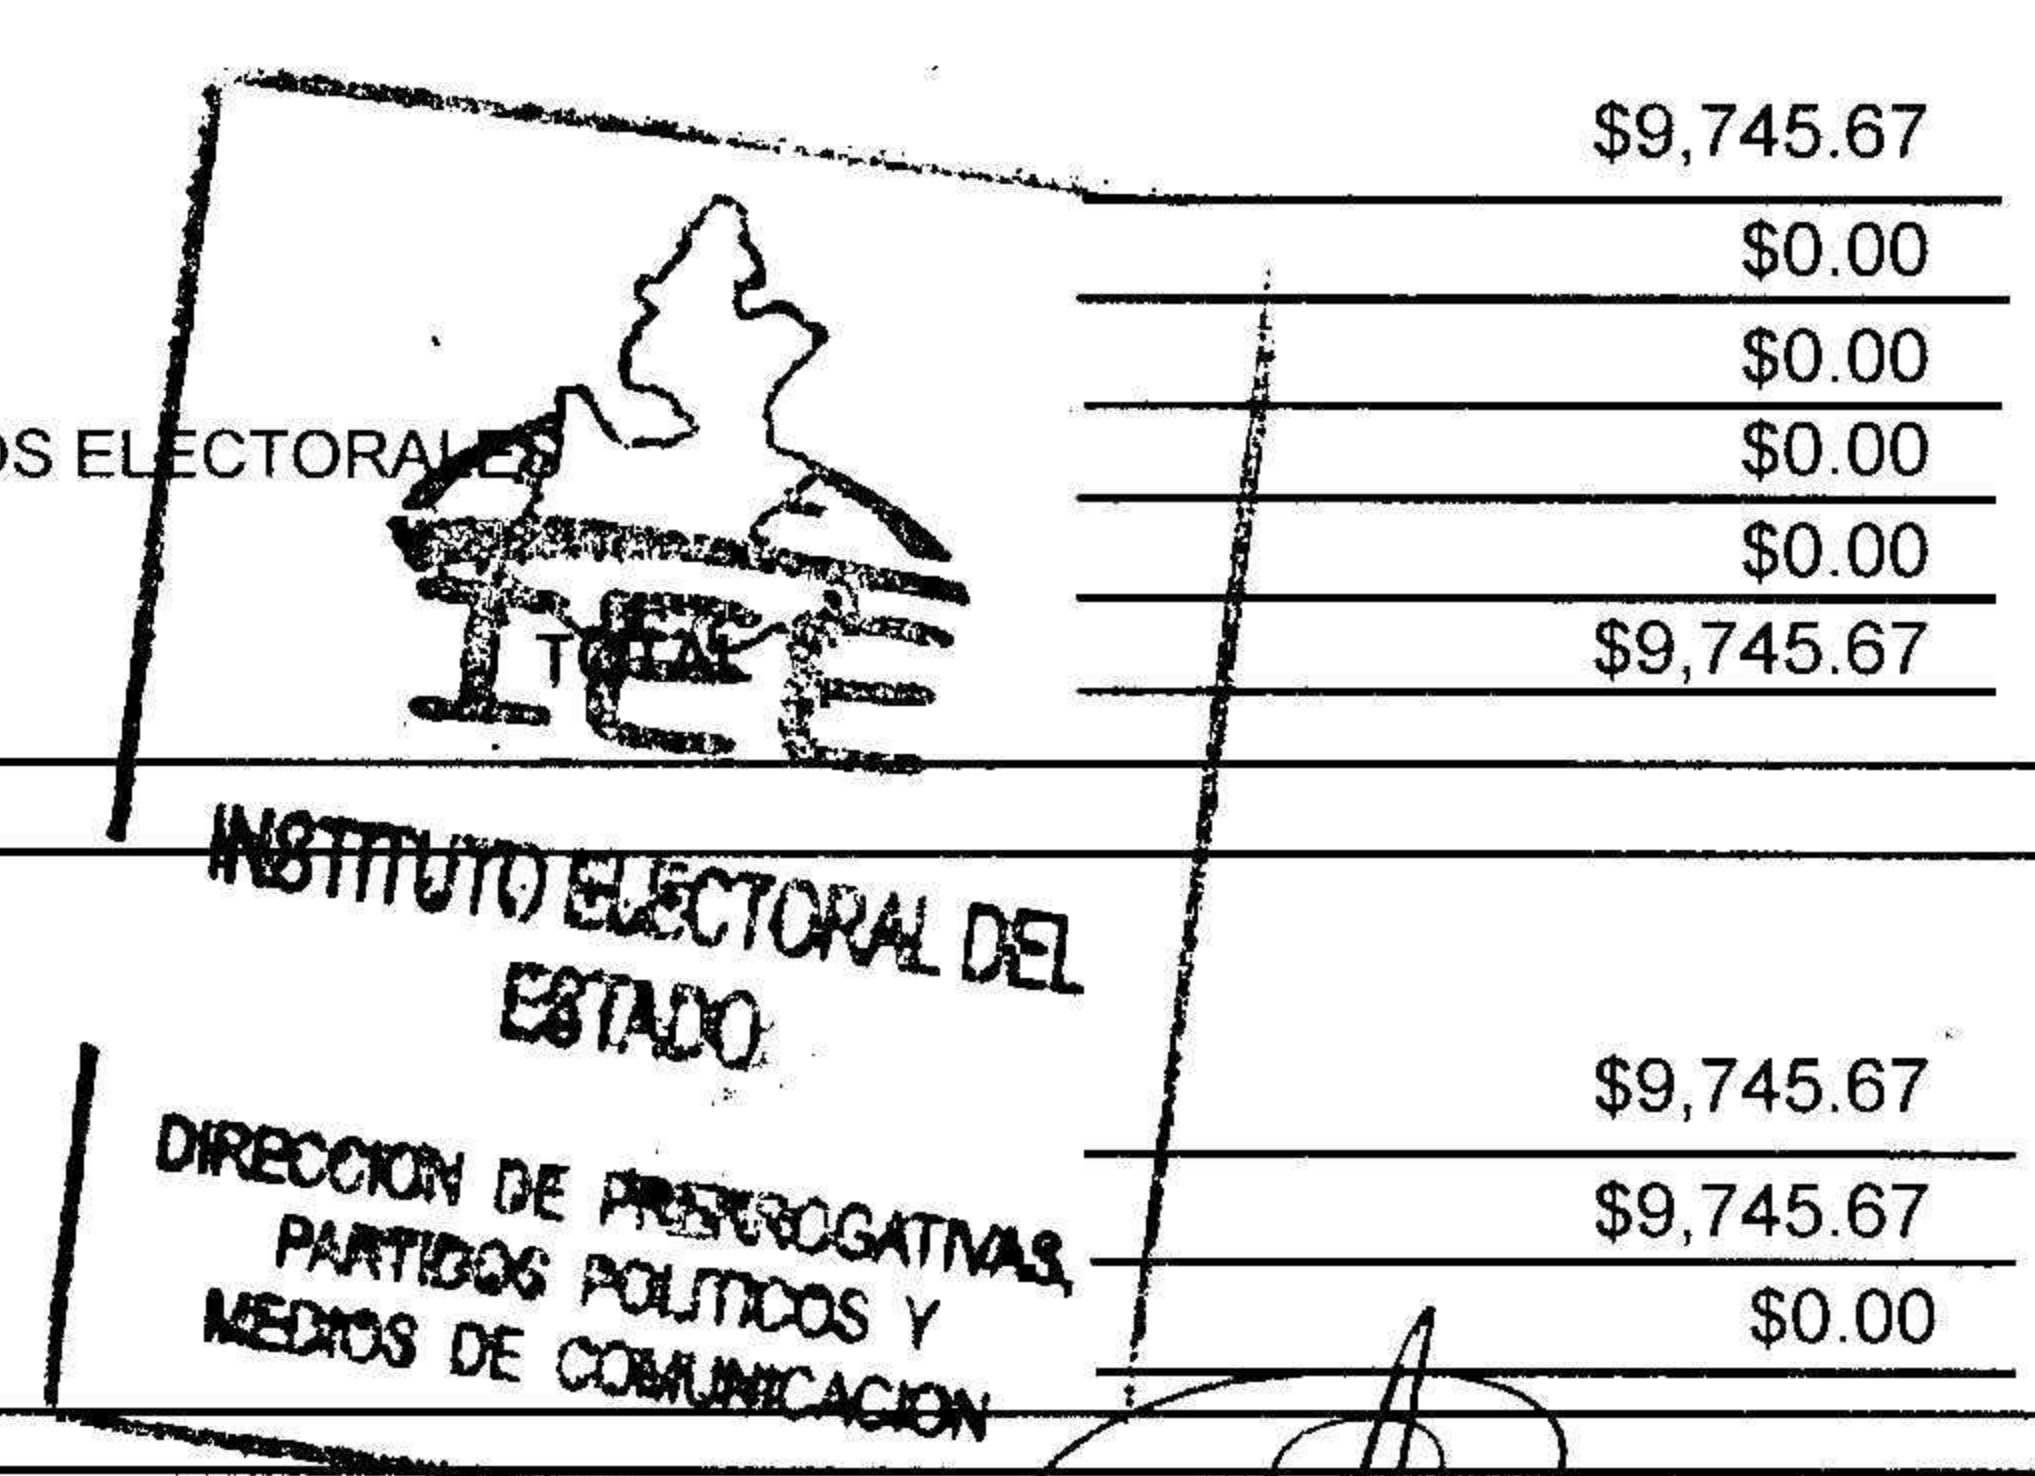 $9,745.67
$0.00
$0.00
OS ELECTORALES $0.00
$0.00
TOTAL $9,745.67
IEE
INSTITUTO ELECTORAL DEL
ESTADO
$9,745.67
DIRECCION DE PRERROGATIVAS, $9,745.67
PARTIDOS POLITICOS Y
MEDIOS DE COMUNICACION $0.00